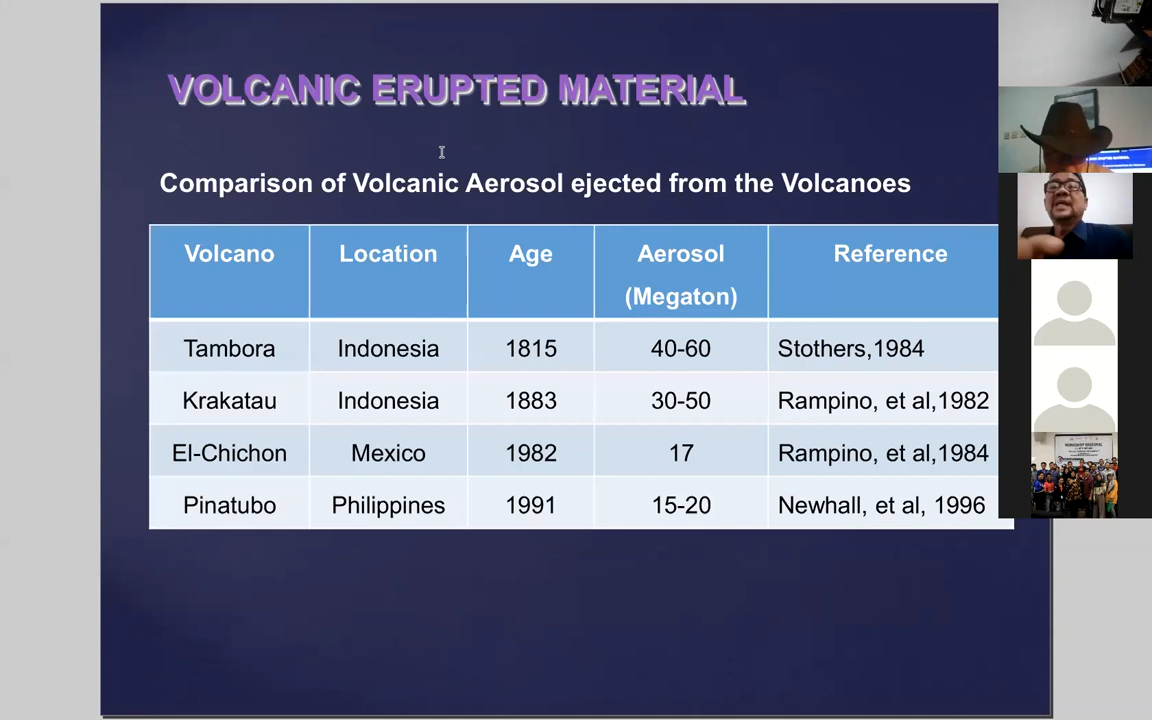 VOLCANIC ERUPTED MATERIAL
Comparison of Volcanic Aerosol ejected from the Volcanoes
Volcano Location Age Aerosol (Megaton) Reference
Tambora Indonesia 1815 40-60 Stothers,1984
Krakatau Indonesia 1883 30-50 Rampino, et al,1982
El-Chichon Mexico 1982 17 Rampino, et al,1984
Pinatubo Philippines 1991 15-20 Newhall, et al, 1996
WORKSHOP NASIONAL